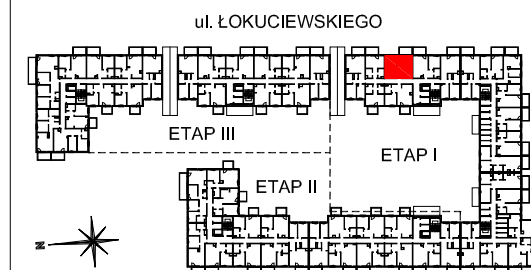 ul. ŁOKUCIEWSKIEGO
ETAP III
ETAP I
ETAP II
N